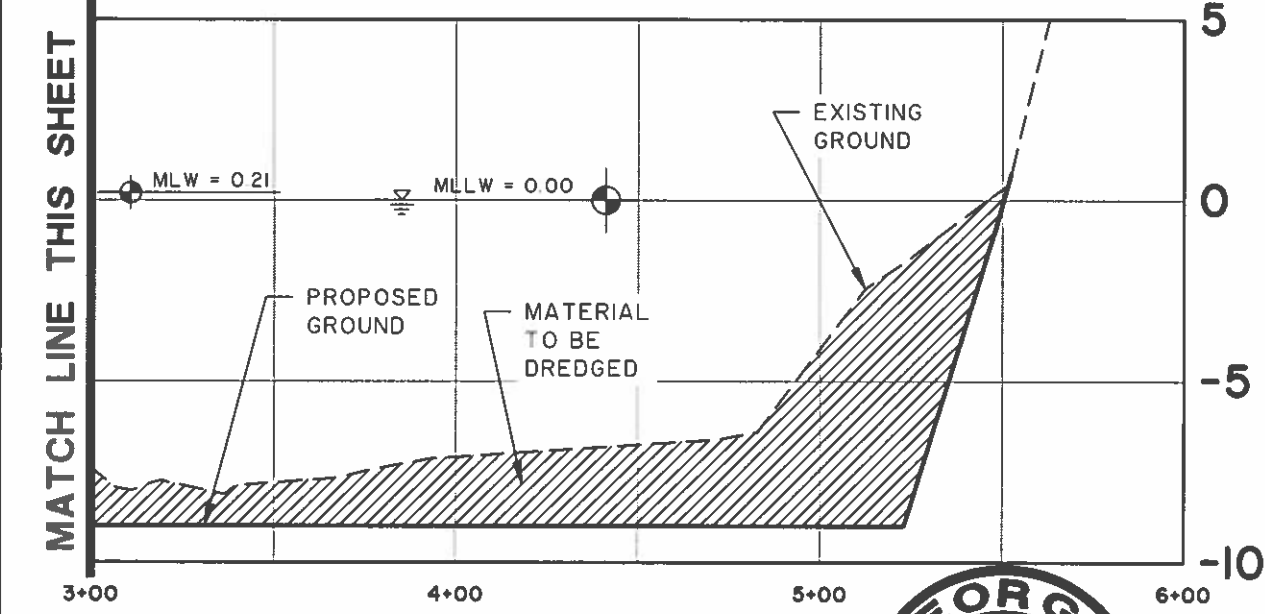 MATCH LINE THIS SHEET
5
EXISTING
GROUND
MLW = 0.21
MLLW = 0.00
0
PROPOSED
GROUND
MATERIAL
TO BE
DREDGED
-5
-10
3+00
4+00
5+00
6+00